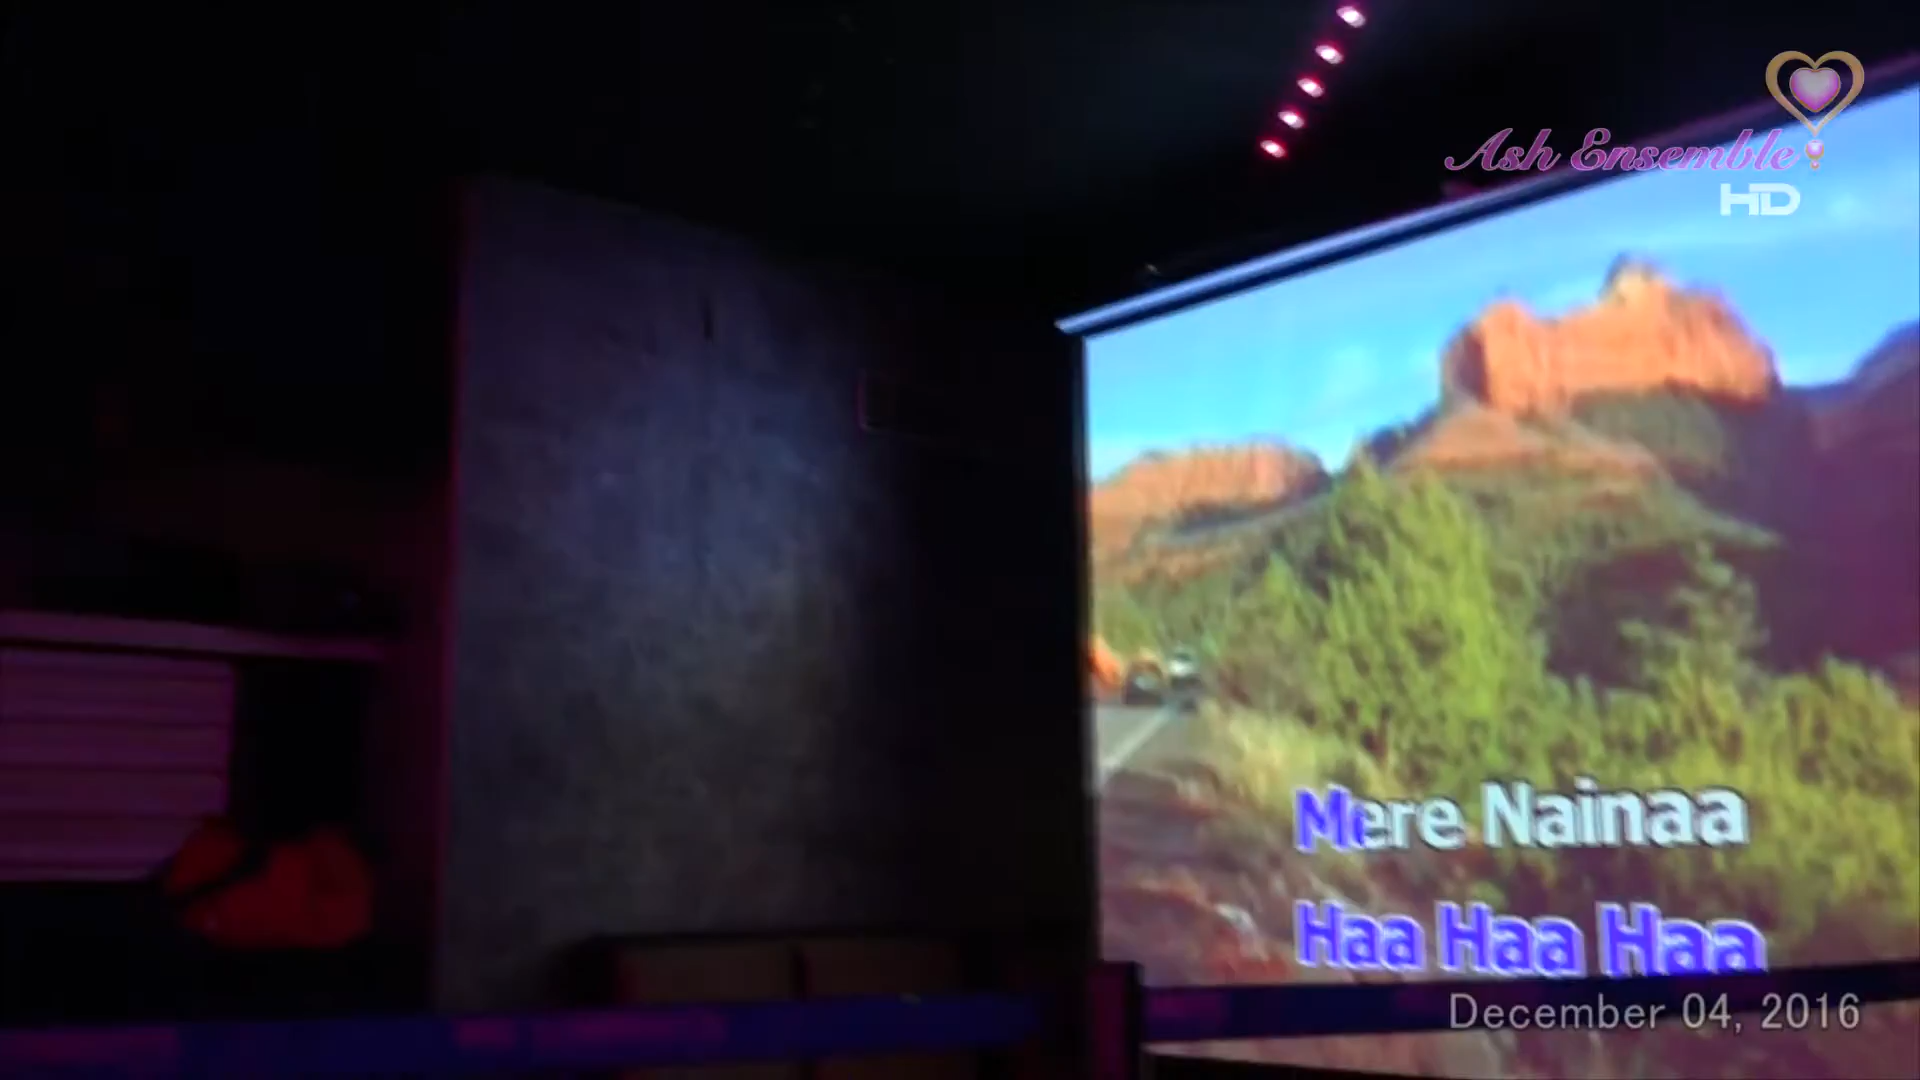 Ash Ensemble
HD
Mere Nainaa
Haa Haa Haa
December 04, 2016